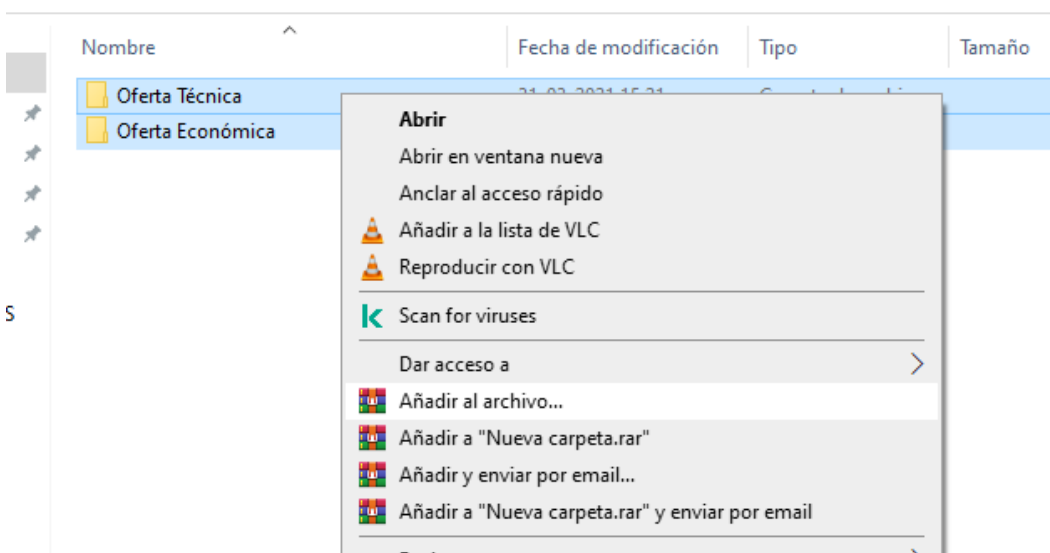 Nombre Fecha de modificación Tipo Tamaño
Oferta Técnica
Oferta Económica
Abrir
Abrir en ventana nueva
Anclar al acceso rápido
Añadir a la lista de VLC
Reproducir con VLC
S
Scan for viruses
Dar acceso a
Añadir al archivo...
Añadir a "Nueva carpeta.rar"
Añadir y enviar por email...
Añadir a "Nueva carpeta.rar" y enviar por email